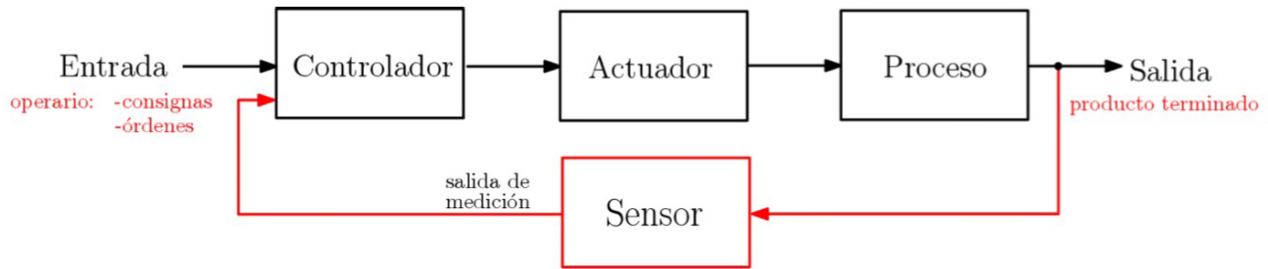 Entrada
Controlador
Actuador
Proceso
Salida
operario: -consignas
-órdenes
producto terminado
salida de
medición
Sensor